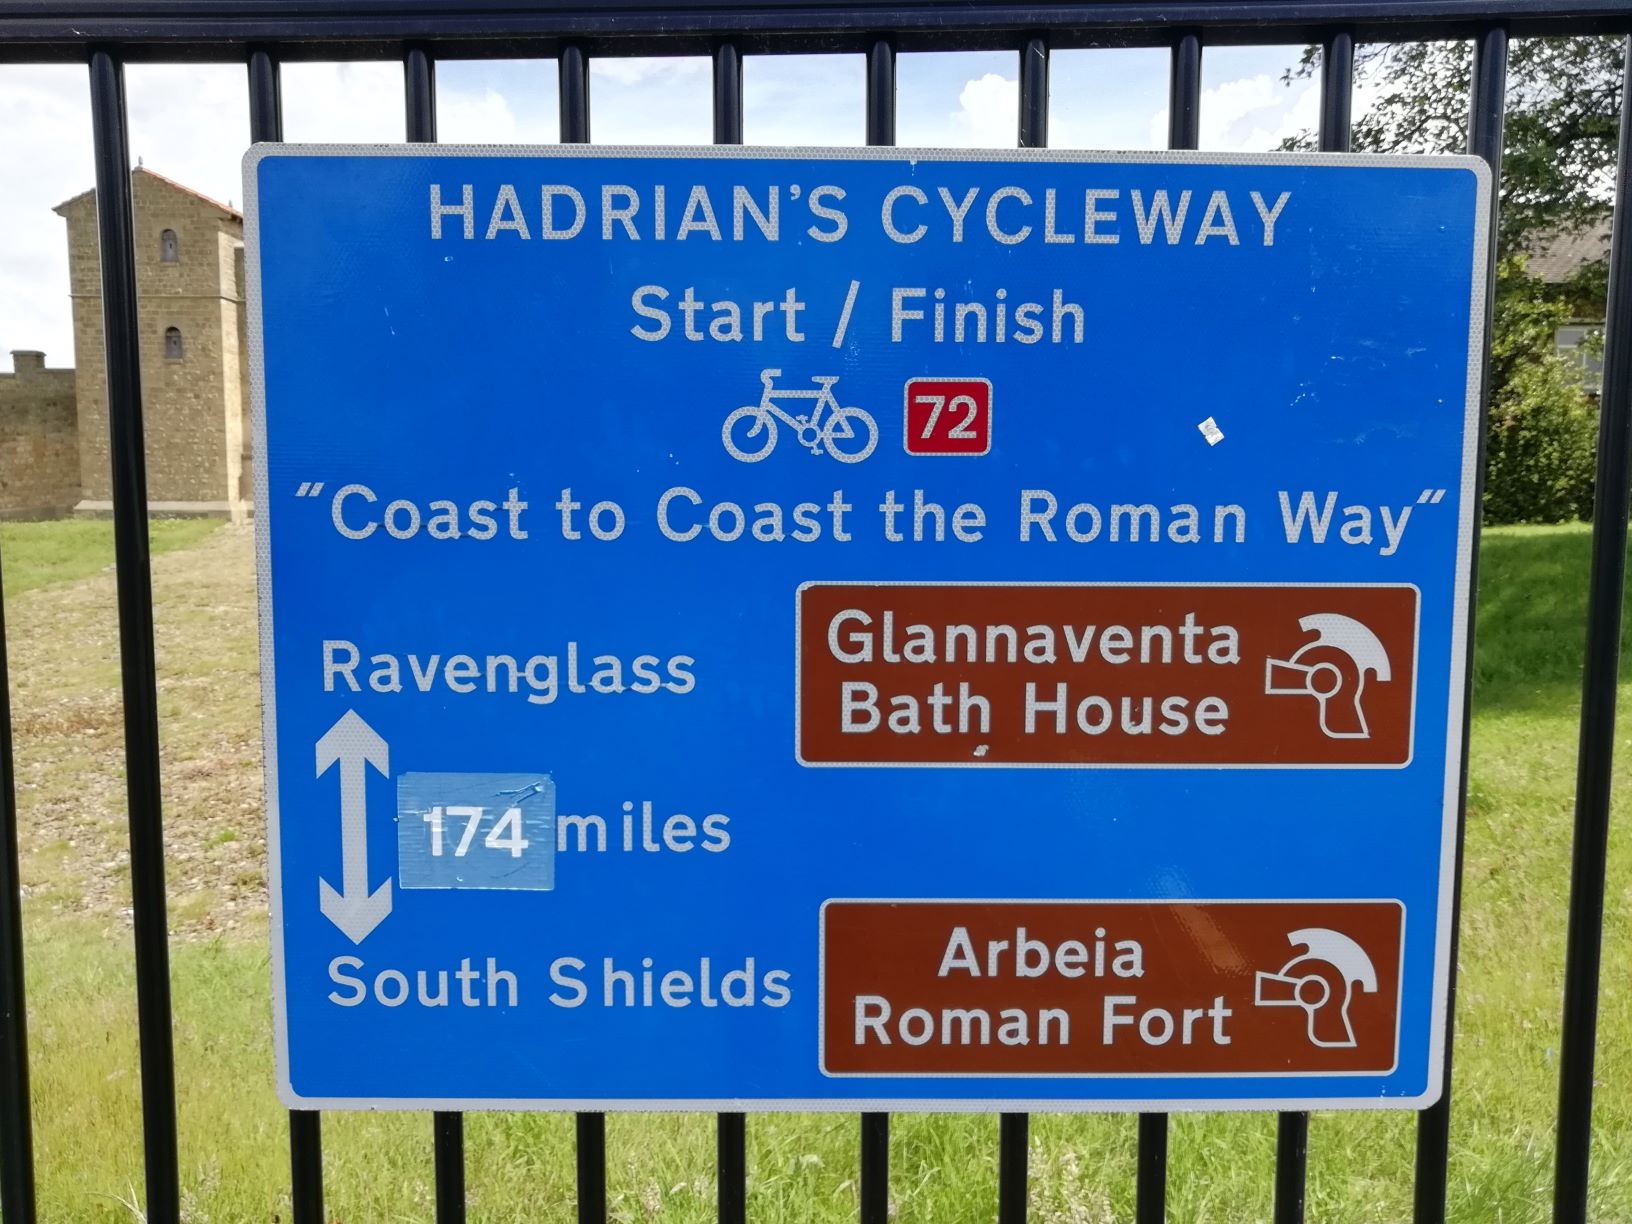 HADRIAN'S CYCLEWAY
Start / Finish
72
"Coast to Coast the Roman Way"
Ravenglass
Glannaventa
Bath House
174 miles
South Shields
Arbeia
Roman Fort